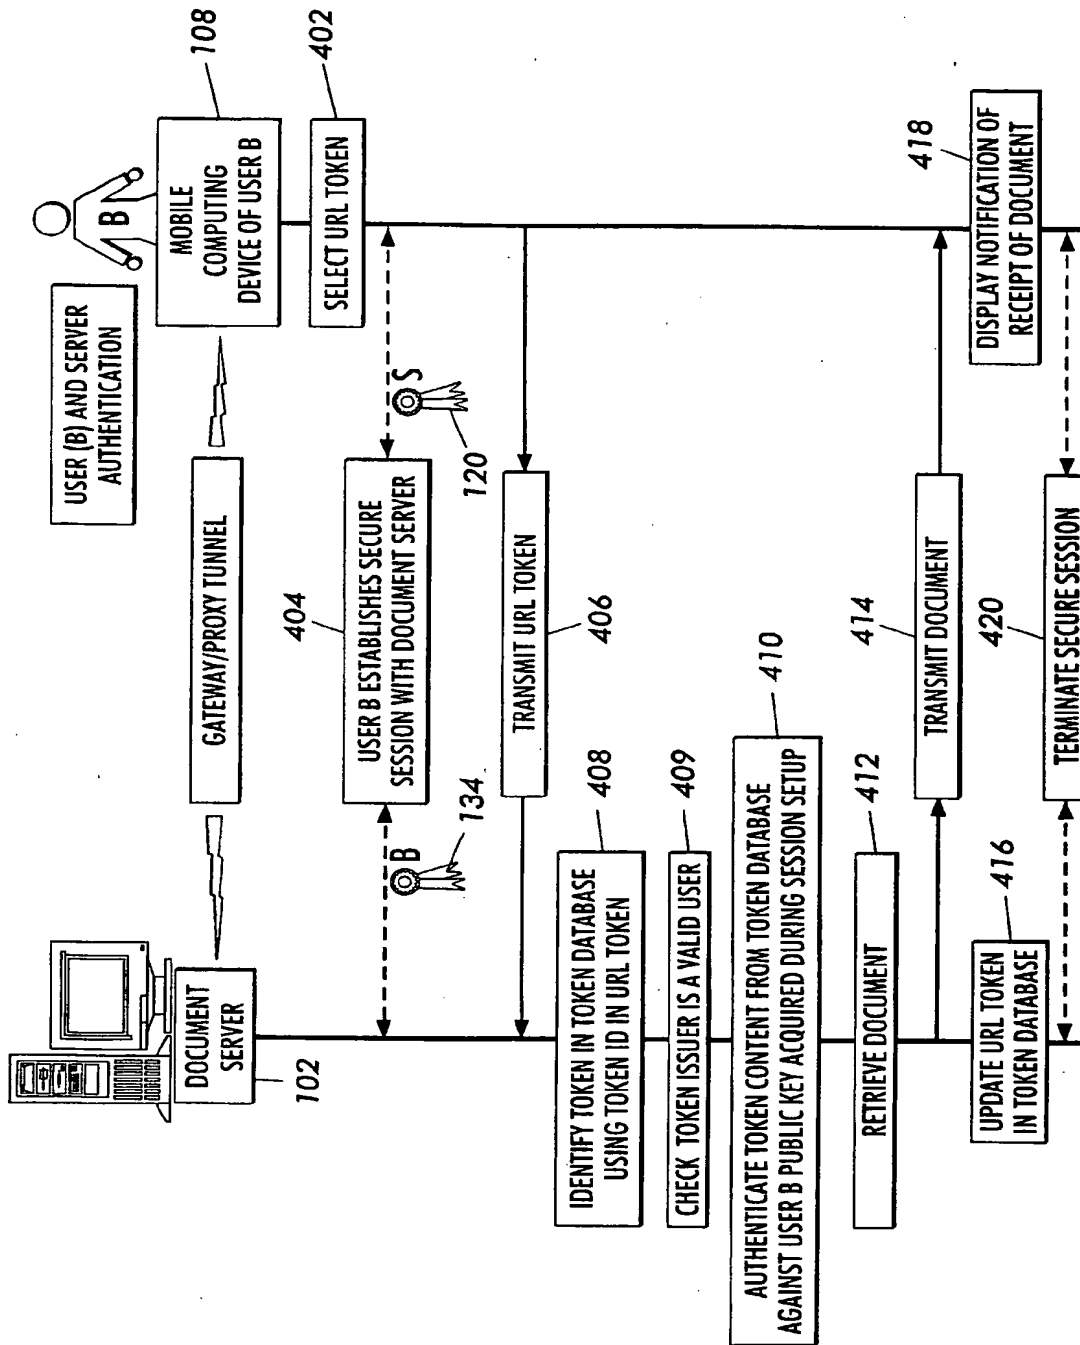 USER (B) AND SERVER
AUTHENTICATION
B
108
MOBILE
COMPUTING
DEVICE OF USER B
GATEWAY/PROXY TUNNEL
DOCUMENT
SERVER
102
402
SELECT URL TOKEN
404
USER B ESTABLISHES SECURE
SESSION WITH DOCUMENT SERVER
B
134
S
120
TRANSMIT URL TOKEN
406
408
IDENTIFY TOKEN IN TOKEN DATABASE
USING TOKEN ID IN URL TOKEN
409
CHECK TOKEN ISSUER IS A VALID USER
410
AUTHENTICATE TOKEN CONTENT FROM TOKEN DATABASE
AGAINST USER B PUBLIC KEY ACQUIRED DURING SESSION SETUP
412
RETRIEVE DOCUMENT
414
TRANSMIT DOCUMENT
416
UPDATE URL TOKEN
IN TOKEN DATABASE
418
DISPLAY NOTIFICATION OF
RECEIPT OF DOCUMENT
420
TERMINATE SECURE SESSION